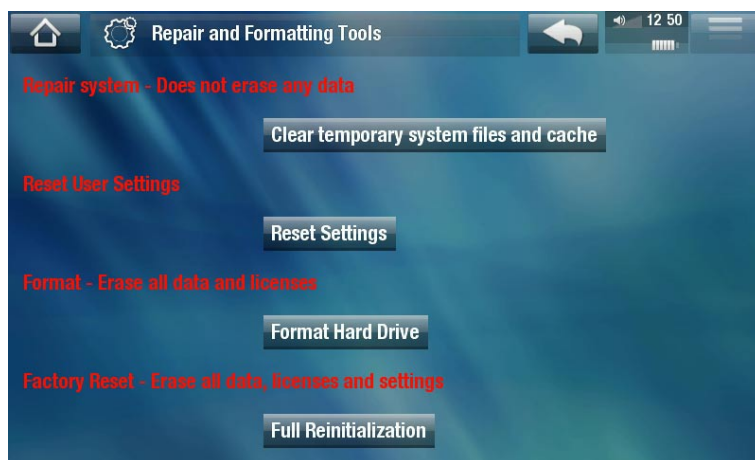 Repair and Formatting Tools
12 50
Repair system - Does not erase any data
Clear temporary system files and cache
Reset User Settings
Reset Settings
Format - Erase all data and licenses
Format Hard Drive
Factory Reset - Erase all data, licenses and settings
Full Reinitialization